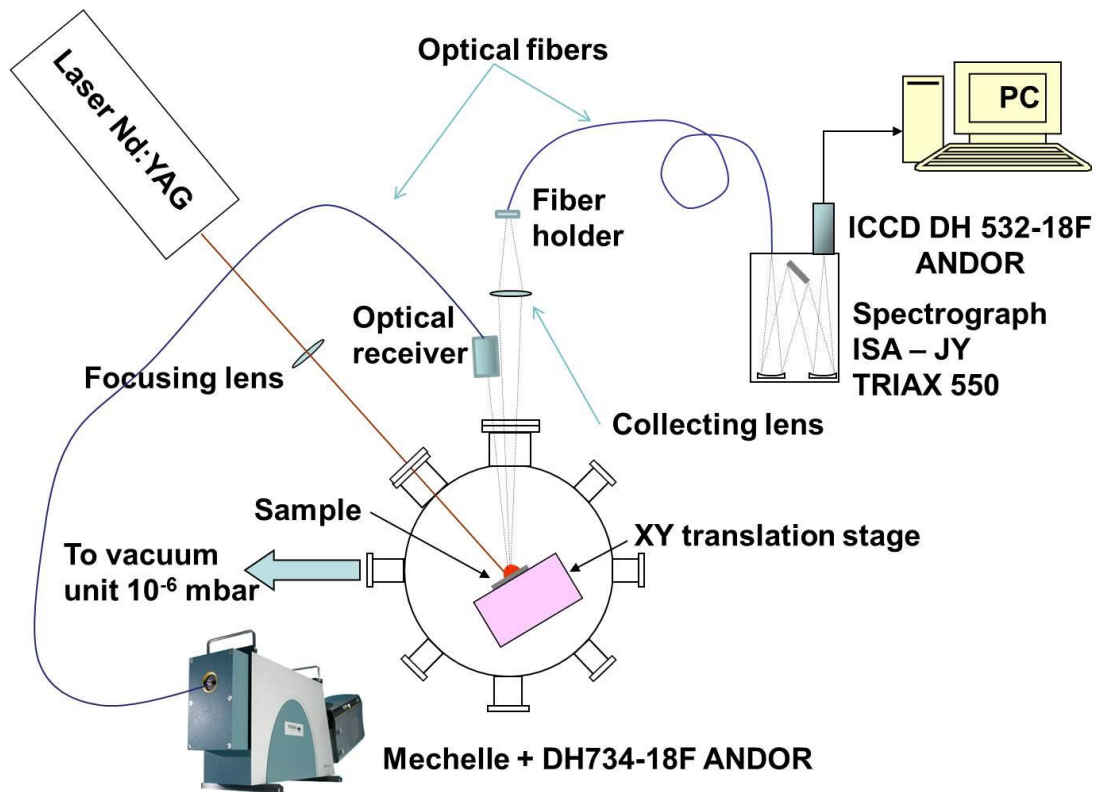 Optical fibers
Laser Nd:YAG
PC
Fiber
holder
ICCD DH 532-18F
ANDOR
Optical
receiver
Spectrograph
ISA – JY
TRIAX 550
Focusing lens
Collecting lens
Sample
XY translation stage
To vacuum
unit 10⁻⁶ mbar
Mechelle + DH734-18F ANDOR